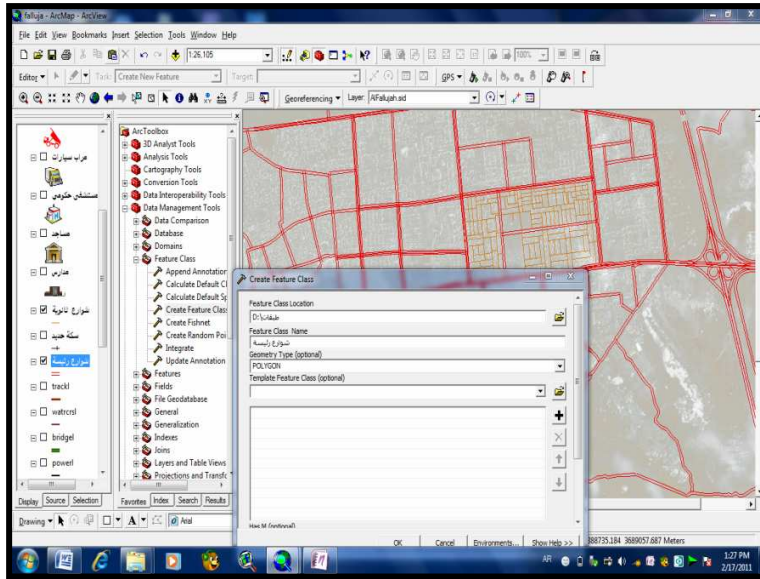 falluja - ArcMap - ArcView
File Edit View Bookmarks Insert Selection Tools Window Help
1:26,105
100%
Editor Task: Create New Feature Target: GPS
Georeferencing Layer: AlFallujah.sid
مستشفى حكومي
مساجد
مدارس
شوارع ثانوية
سكة حديد
شوارع رئيسة
trackl
watrcrsl
bridgel
powerl
Display Source Selection
ArcToolbox
3D Analyst Tools
Analysis Tools
Cartography Tools
Conversion Tools
Data Interoperability Tools
Data Management Tools
Data Comparison
Database
Domains
Feature Class
Append Annotation
Calculate Default Cl
Calculate Default Sp
Create Feature Class
Create Fishnet
Create Random Poi
Integrate
Update Annotation
Features
Fields
File Geodatabase
General
Generalization
Indexes
Joins
Layers and Table Views
Projections and Transfc
Favorites Index Search Results
Create Feature Class
Feature Class Location
D:\طبقات
Feature Class Name
شوارع رئيسة
Geometry Type (optional)
POLYGON
Template Feature Class (optional)
Has M (optional)
OK Cancel Environments... Show Help >>
Drawing A Arial
388735.184 3689057.687 Meters
AR
1:27 PM
2/17/2011